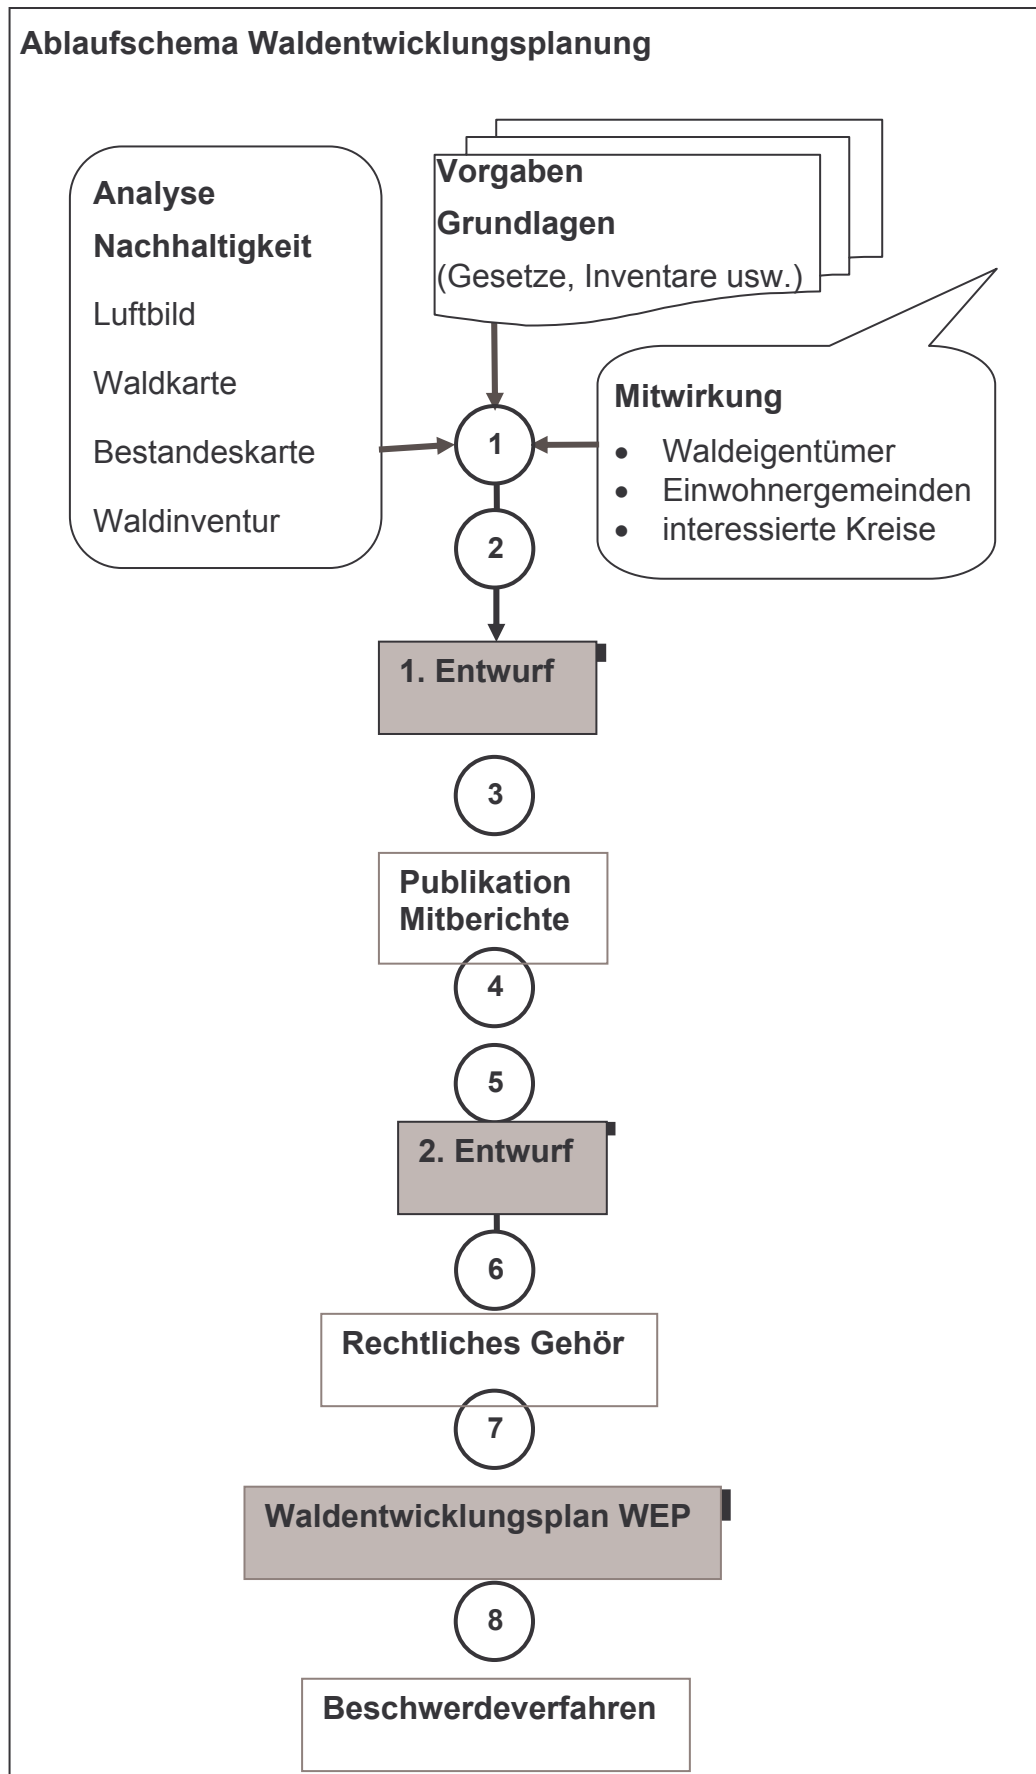 Ablaufschema Waldentwicklungsplanung
Analyse
Nachhaltigkeit
Luftbild
Waldkarte
Bestandeskarte
Waldinventur
Vorgaben
Grundlagen
(Gesetze, Inventare usw.)
Mitwirkung
• Waldeigentümer
• Einwohnergemeinden
• interessierte Kreise
1
2
1. Entwurf
3
Publikation
Mitberichte
4
5
2. Entwurf
6
Rechtliches Gehör
7
Waldentwicklungsplan WEP
8
Beschwerdeverfahren